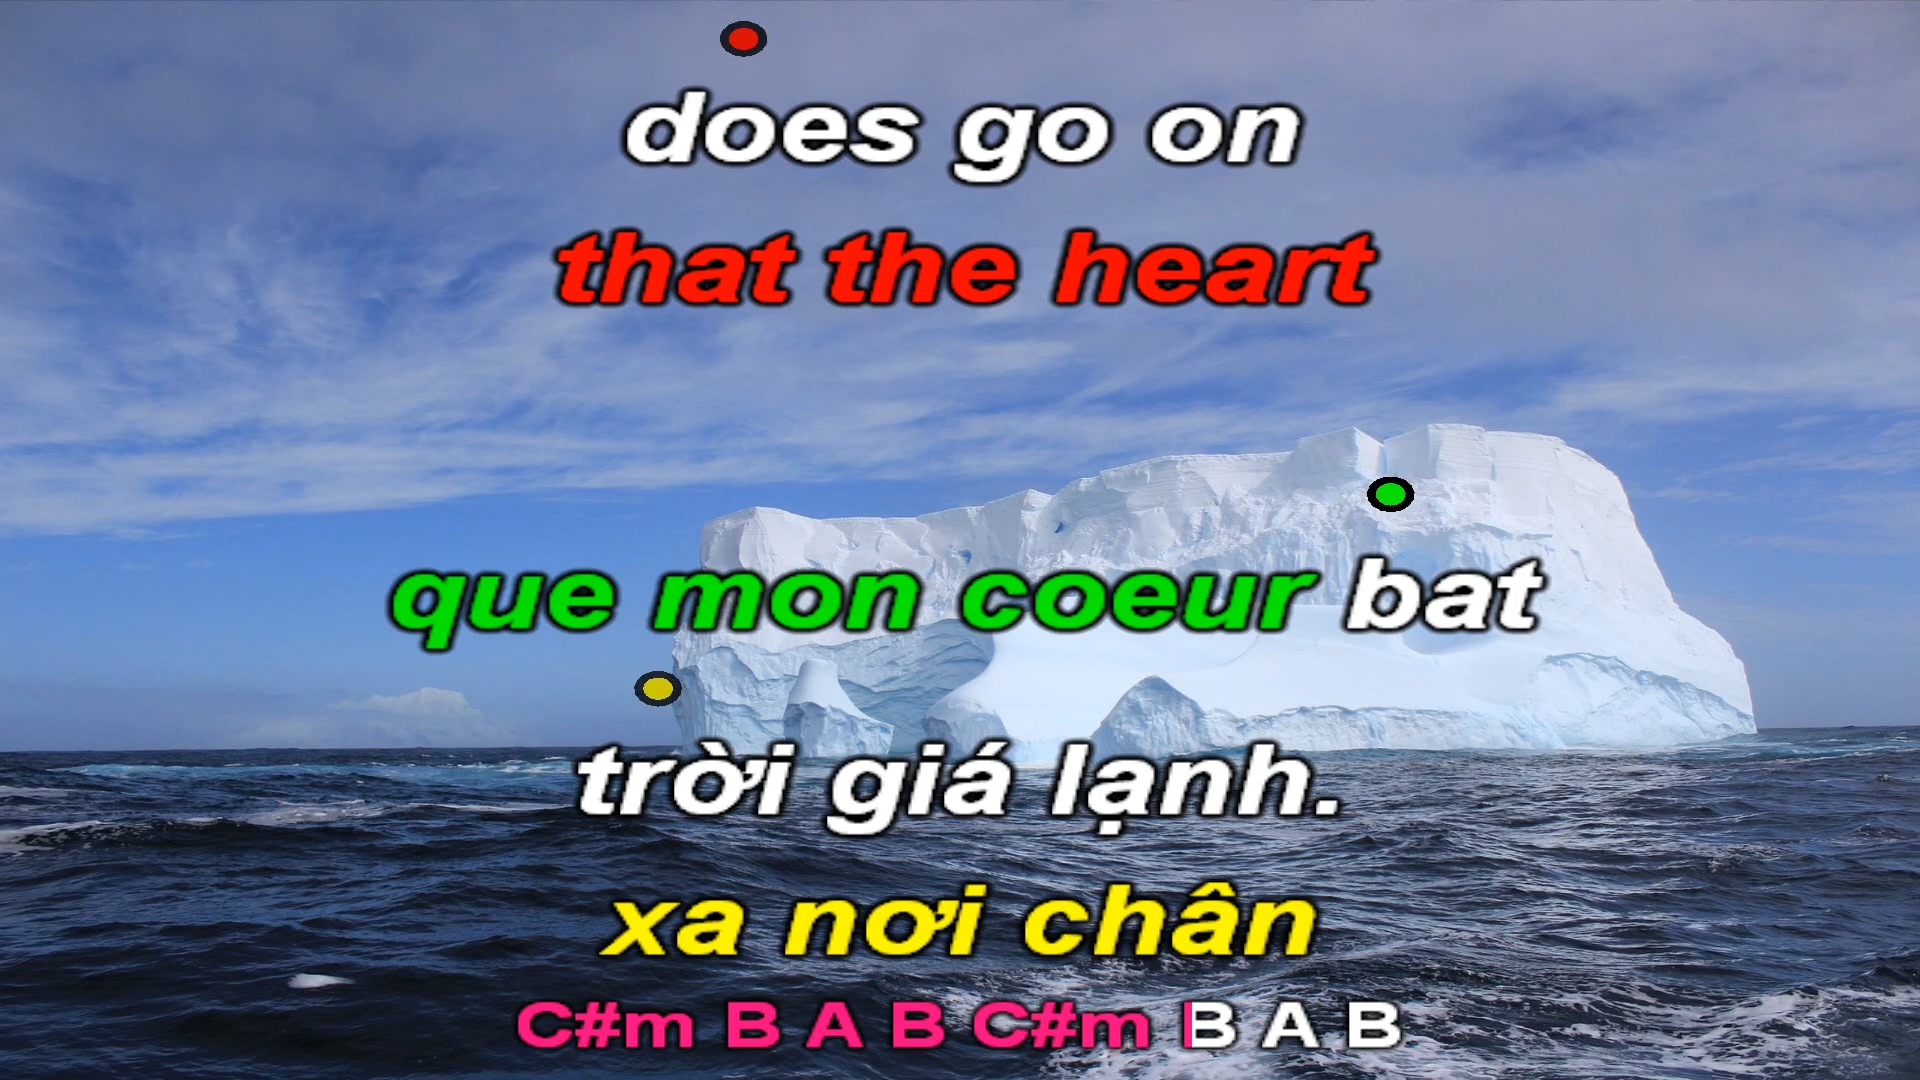 does go on
that the heart
que mon coeur bat
trời giá lạnh.
xa nơi chân
C#m B A B C#m B A B